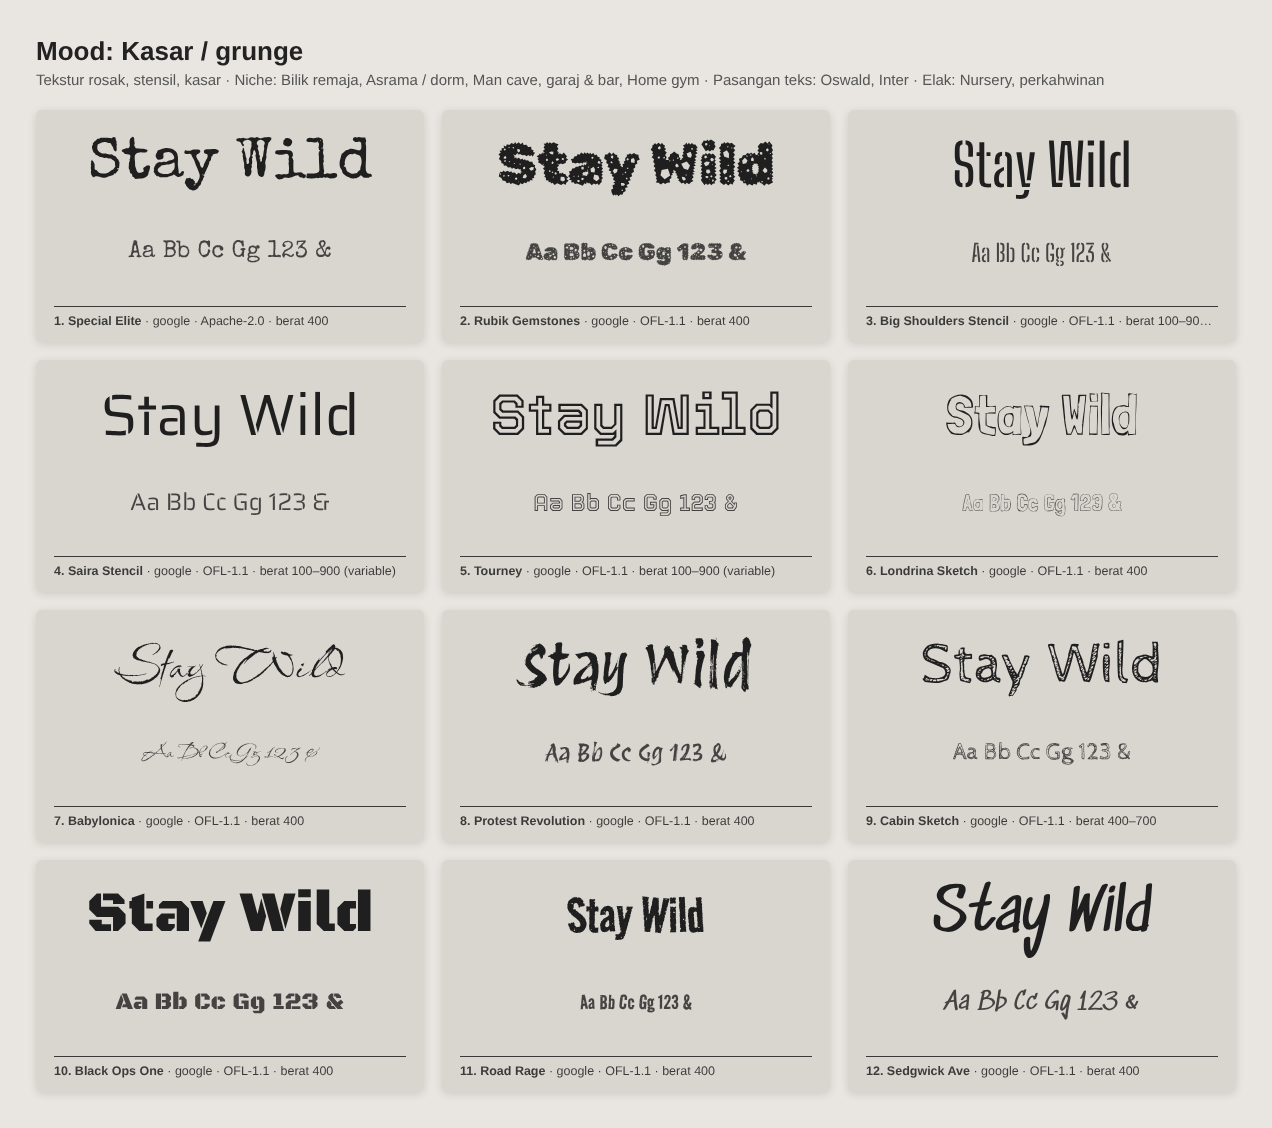 Mood: Kasar / grunge
Tekstur rosak, stensil, kasar · Niche: Bilik remaja, Asrama / dorm, Man cave, garaj & bar, Home gym · Pasangan teks: Oswald, Inter · Elak: Nursery, perkahwinan
Stay Wild
Aa Bb Cc Gg 123 &
1. Special Elite · google · Apache-2.0 · berat 400
Stay Wild
Aa Bb Cc Gg 123 &
2. Rubik Gemstones · google · OFL-1.1 · berat 400
Stay Wild
Aa Bb Cc Gg 123 &
3. Big Shoulders Stencil · google · OFL-1.1 · berat 100–90…
Stay Wild
Aa Bb Cc Gg 123 &
4. Saira Stencil · google · OFL-1.1 · berat 100–900 (variable)
Stay Wild
Aa Bb Cc Gg 123 &
5. Tourney · google · OFL-1.1 · berat 100–900 (variable)
Stay Wild
Aa Bb Cc Gg 123 &
6. Londrina Sketch · google · OFL-1.1 · berat 400
Stay Wild
Aa Bb Cc Gg 123 &
7. Babylonica · google · OFL-1.1 · berat 400
Stay Wild
Aa Bb Cc Gg 123 &
8. Protest Revolution · google · OFL-1.1 · berat 400
Stay Wild
Aa Bb Cc Gg 123 &
9. Cabin Sketch · google · OFL-1.1 · berat 400–700
Stay Wild
Aa Bb Cc Gg 123 &
10. Black Ops One · google · OFL-1.1 · berat 400
Stay Wild
Aa Bb Cc Gg 123 &
11. Road Rage · google · OFL-1.1 · berat 400
Stay Wild
Aa Bb Cc Gg 123 &
12. Sedgwick Ave · google · OFL-1.1 · berat 400